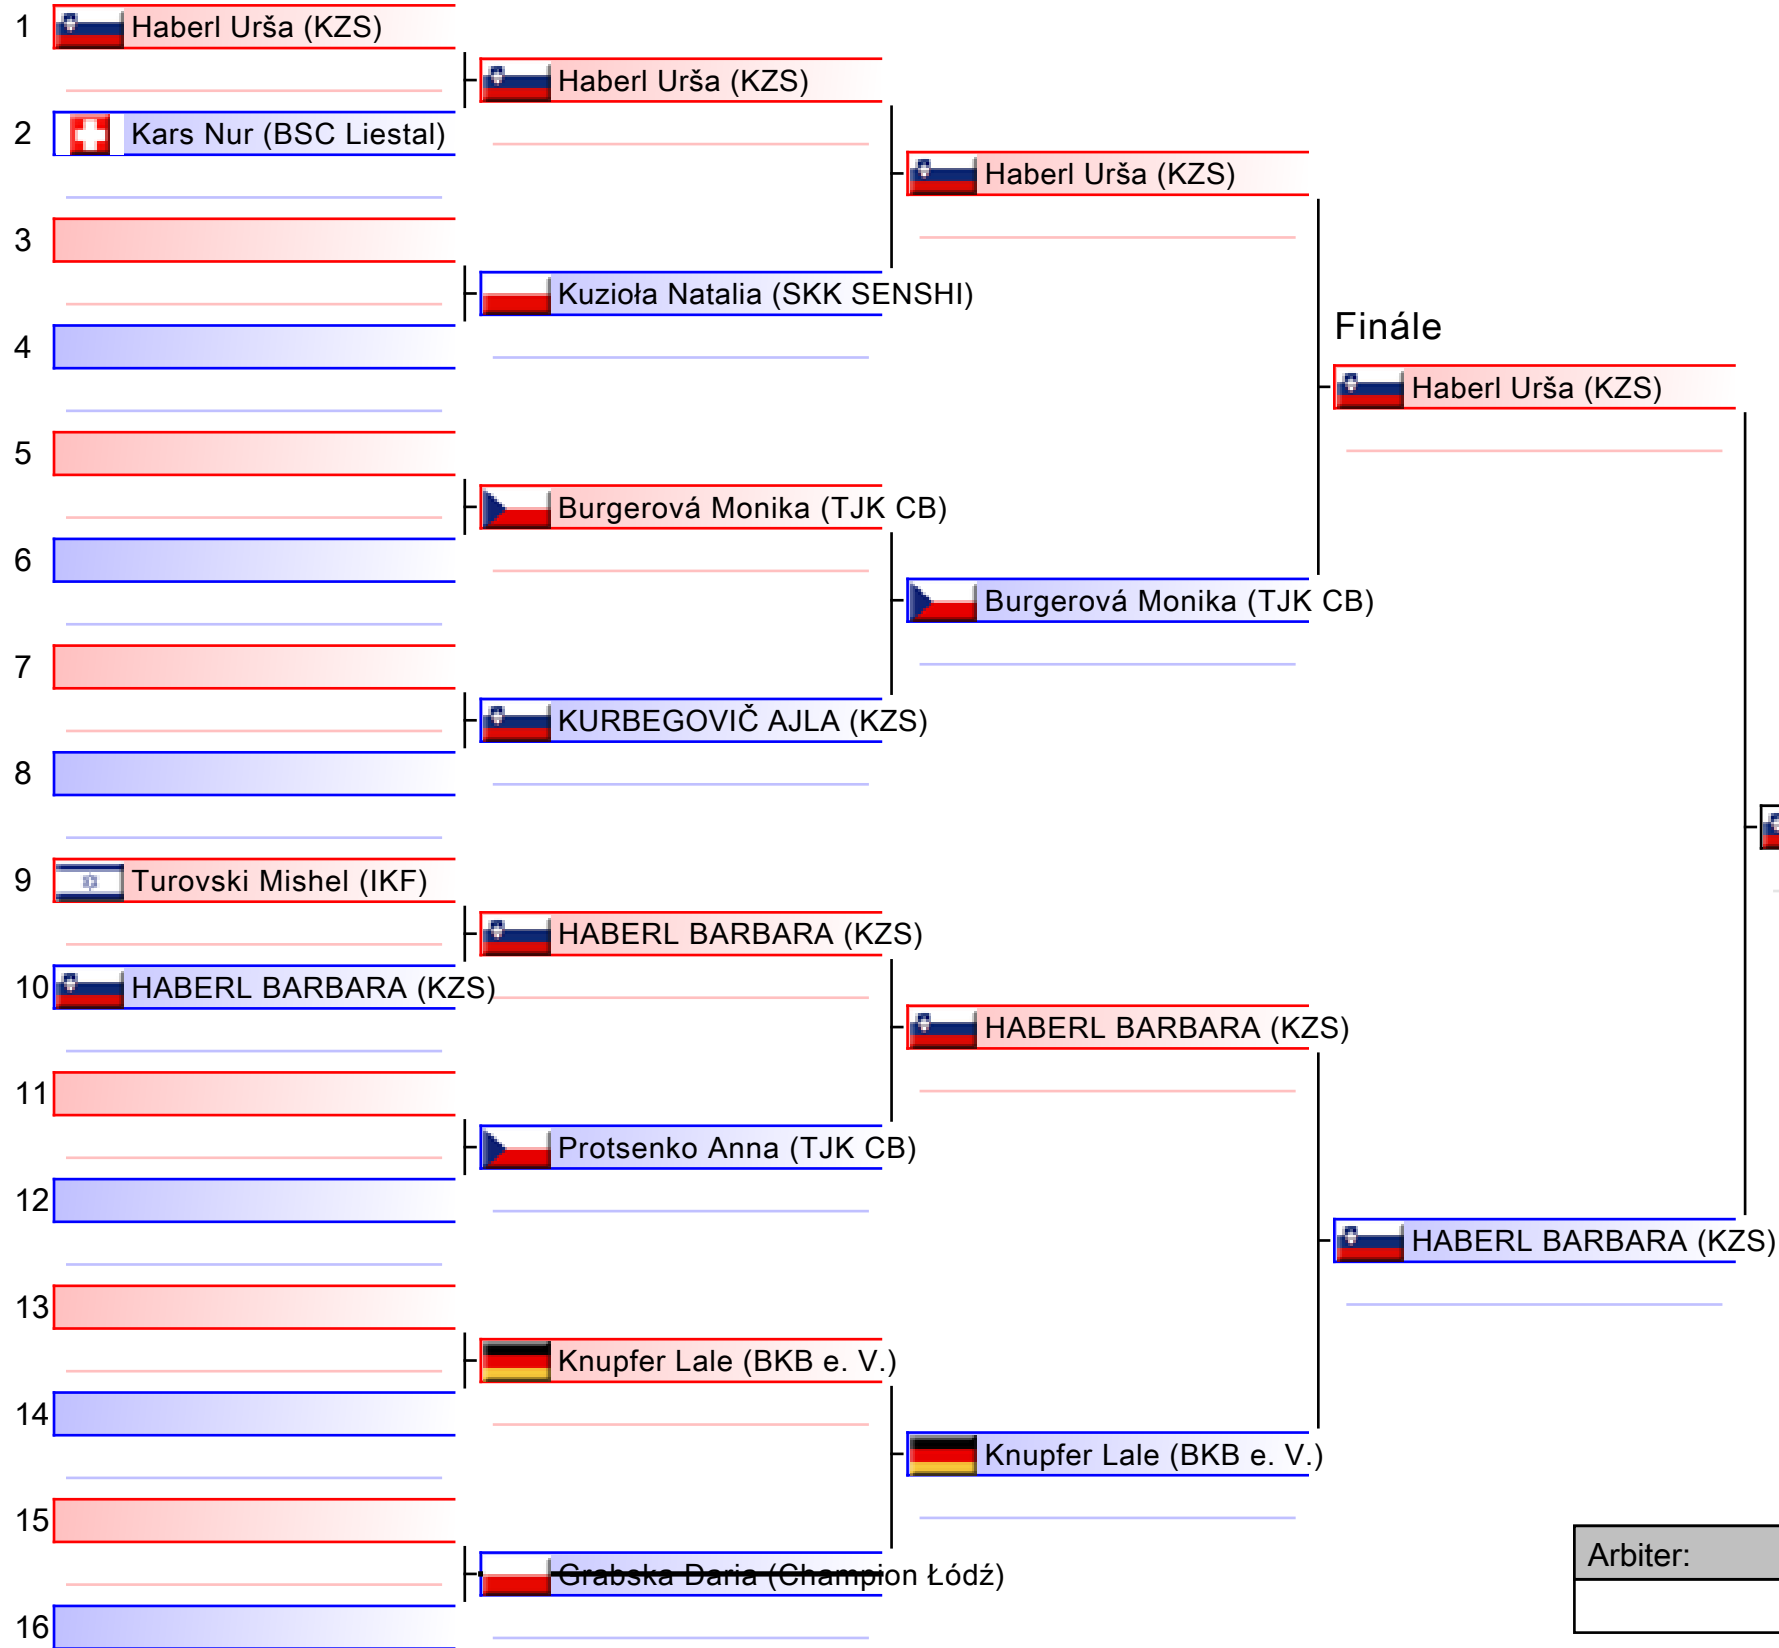 1 Haberl Urša (KZS)
Haberl Urša (KZS)
2 Kars Nur (BSC Liestal)
Haberl Urša (KZS)
3
Kuzioła Natalia (SKK SENSHI)
Finále
4
Haberl Urša (KZS)
5
Burgerová Monika (TJK CB)
6
Burgerová Monika (TJK CB)
7
KURBEGOVIČ AJLA (KZS)
8
9 Turovski Mishel (IKF)
HABERL BARBARA (KZS)
10 HABERL BARBARA (KZS)
HABERL BARBARA (KZS)
11
Protsenko Anna (TJK CB)
12
HABERL BARBARA (KZS)
13
Knupfer Lale (BKB e. V.)
14
Knupfer Lale (BKB e. V.)
15
Arbiter:
Grabska Daria (Champion Łódź)
16